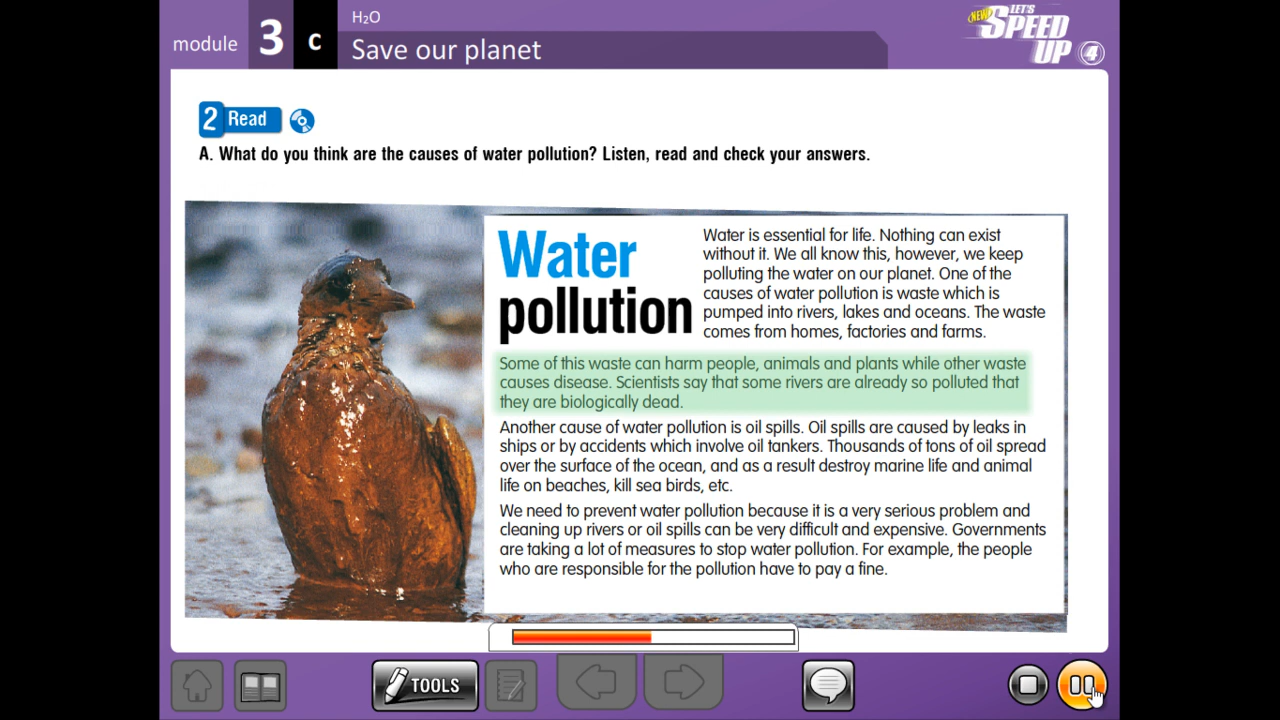 H₂O
module 3 c
Save our planet
NEW LET'S
SPEED
UP 4
2 Read
A. What do you think are the causes of water pollution? Listen, read and check your answers.
Water
pollution
Water is essential for life. Nothing can exist
without it. We all know this, however, we keep
polluting the water on our planet. One of the
causes of water pollution is waste which is
pumped into rivers, lakes and oceans. The waste
comes from homes, factories and farms.
Some of this waste can harm people, animals and plants while other waste
causes disease. Scientists say that some rivers are already so polluted that
they are biologically dead.
Another cause of water pollution is oil spills. Oil spills are caused by leaks in
ships or by accidents which involve oil tankers. Thousands of tons of oil spread
over the surface of the ocean, and as a result destroy marine life and animal
life on beaches, kill sea birds, etc.
We need to prevent water pollution because it is a very serious problem and
cleaning up rivers or oil spills can be very difficult and expensive. Governments
are taking a lot of measures to stop water pollution. For example, the people
who are responsible for the pollution have to pay a fine.
TOOLS